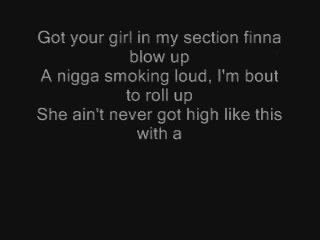 Got your girl in my section finna
blow up
A nigga smoking loud, I'm bout
to roll up
She ain't never got high like this
with a